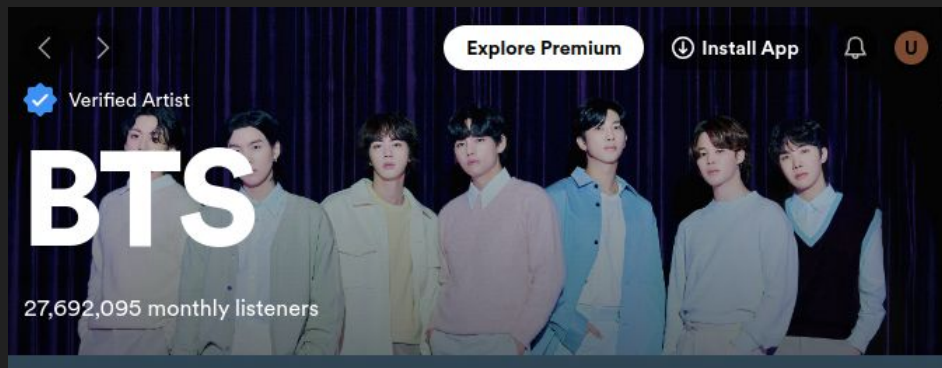 Explore Premium
Install App
U
Verified Artist
BTS
27,692,095 monthly listeners